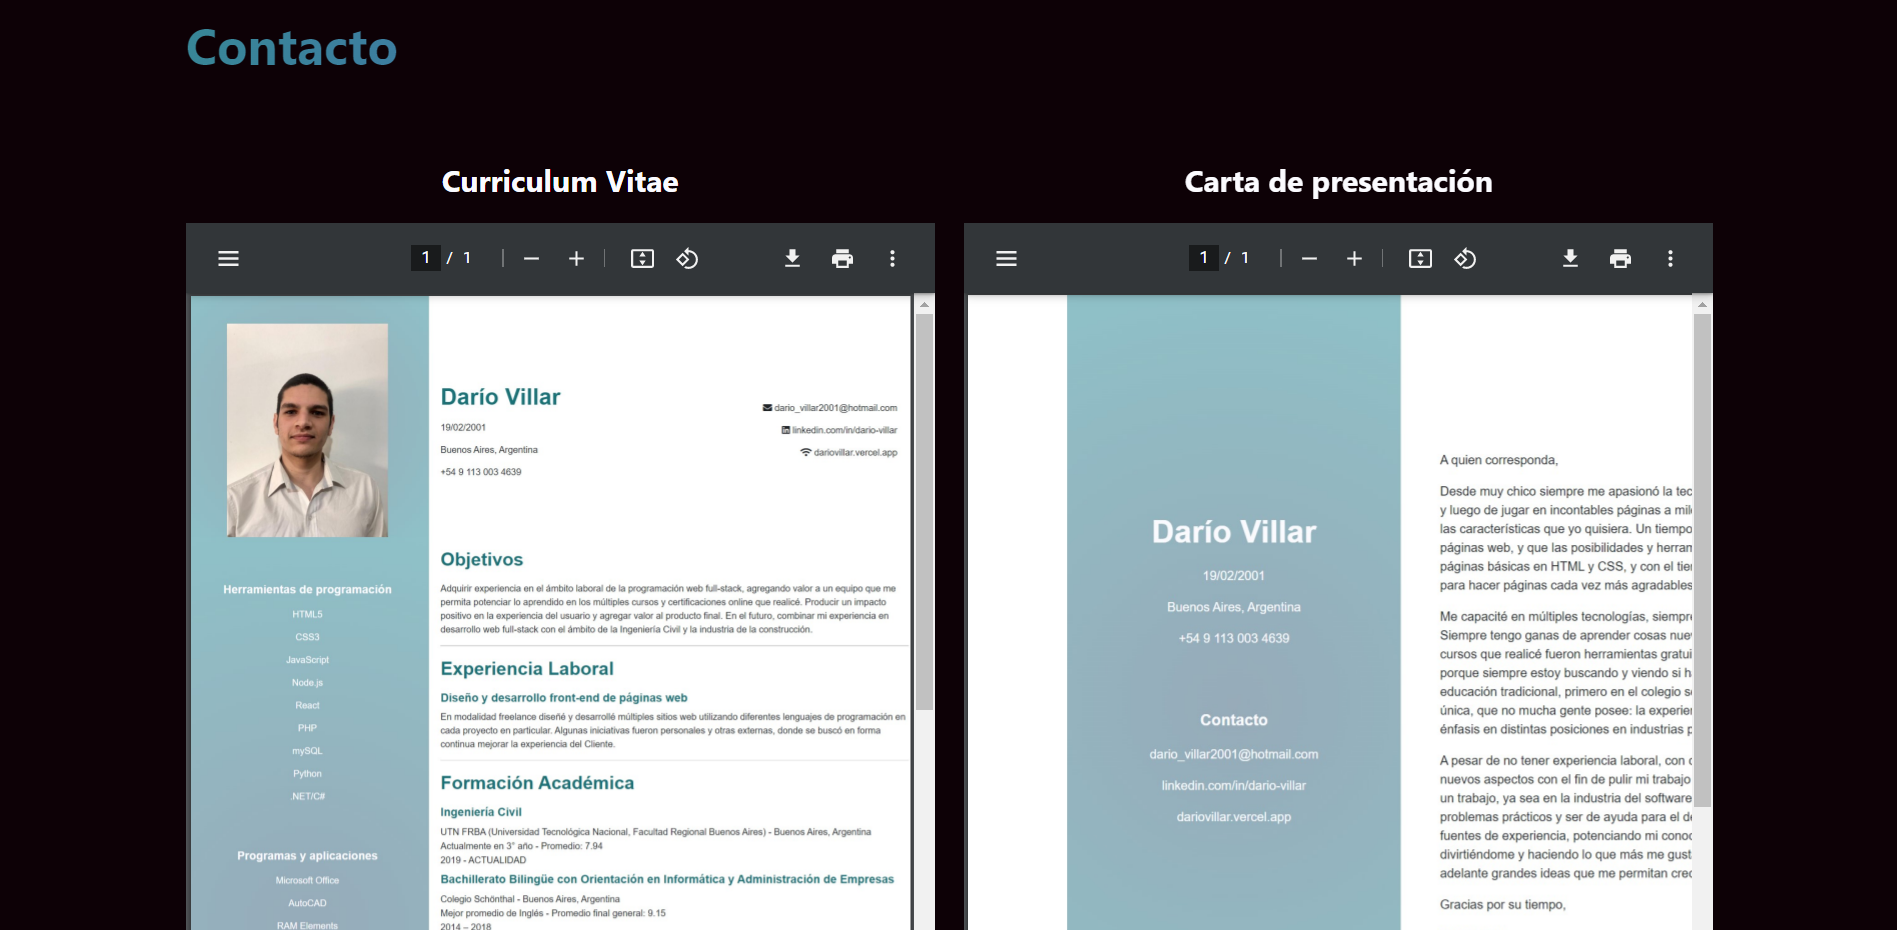 Contacto
Curriculum Vitae
1 / 1
Darío Villar
19/02/2001
Buenos Aires, Argentina
+54 9 113 003 4639
dario_villar2001@hotmail.com
linkedin.com/in/dario-villar
dariovillar.vercel.app
Herramientas de programación
HTML5
CSS3
JavaScript
Node.js
React
PHP
mySQL
Python
.NET/C#
Programas y aplicaciones
Microsoft Office
AutoCAD
RAM Elements
Objetivos
Adquirir experiencia en el ámbito laboral de la programación web full-stack, agregando valor a un equipo que me
permita potenciar lo aprendido en los múltiples cursos y certificaciones online que realicé. Producir un impacto
positivo en la experiencia del usuario y agregar valor al producto final. En el futuro, combinar mi experiencia en
desarrollo web full-stack con el ámbito de la Ingeniería Civil y la industria de la construcción.
Experiencia Laboral
Diseño y desarrollo front-end de páginas web
En modalidad freelance diseñé y desarrollé múltiples sitios web utilizando diferentes lenguajes de programación en
cada proyecto en particular. Algunas iniciativas fueron personales y otras externas, donde se buscó en forma
continua mejorar la experiencia del Cliente.
Formación Académica
Ingeniería Civil
UTN FRBA (Universidad Tecnológica Nacional, Facultad Regional Buenos Aires) - Buenos Aires, Argentina
Actualmente en 3° año - Promedio: 7.94
2019 - ACTUALIDAD
Bachillerato Bilingüe con Orientación en Informática y Administración de Empresas
Colegio Schönthal - Buenos Aires, Argentina
Mejor promedio de Inglés - Promedio final general: 9.15
2014 – 2018
Carta de presentación
1 / 1
Darío Villar
19/02/2001
Buenos Aires, Argentina
+54 9 113 003 4639
Contacto
dario_villar2001@hotmail.com
linkedin.com/in/dario-villar
dariovillar.vercel.app
A quien corresponda,
Desde muy chico siempre me apasionó la tec
y luego de jugar en incontables páginas a
las características que yo quisiera. Un tiempo
páginas web, y que las posibilidades y
páginas básicas en HTML y CSS, y con el
para hacer páginas cada vez más agradables
Me capacité en múltiples tecnologías,
Siempre tengo ganas de aprender cosas
cursos que realicé fueron herramientas
porque siempre estoy buscando y viendo si
educación tradicional, primero en el colegio
única, que no mucha gente posee: la
énfasis en distintas posiciones en industrias
A pesar de no tener experiencia laboral, con
nuevos aspectos con el fin de pulir mi trabajo
un trabajo, ya sea en la industria del software
problemas prácticos y ser de ayuda para el
fuentes de experiencia, potenciando mi
divirtiéndome y haciendo lo que más me
adelante grandes ideas que me permitan
Gracias por su tiempo,